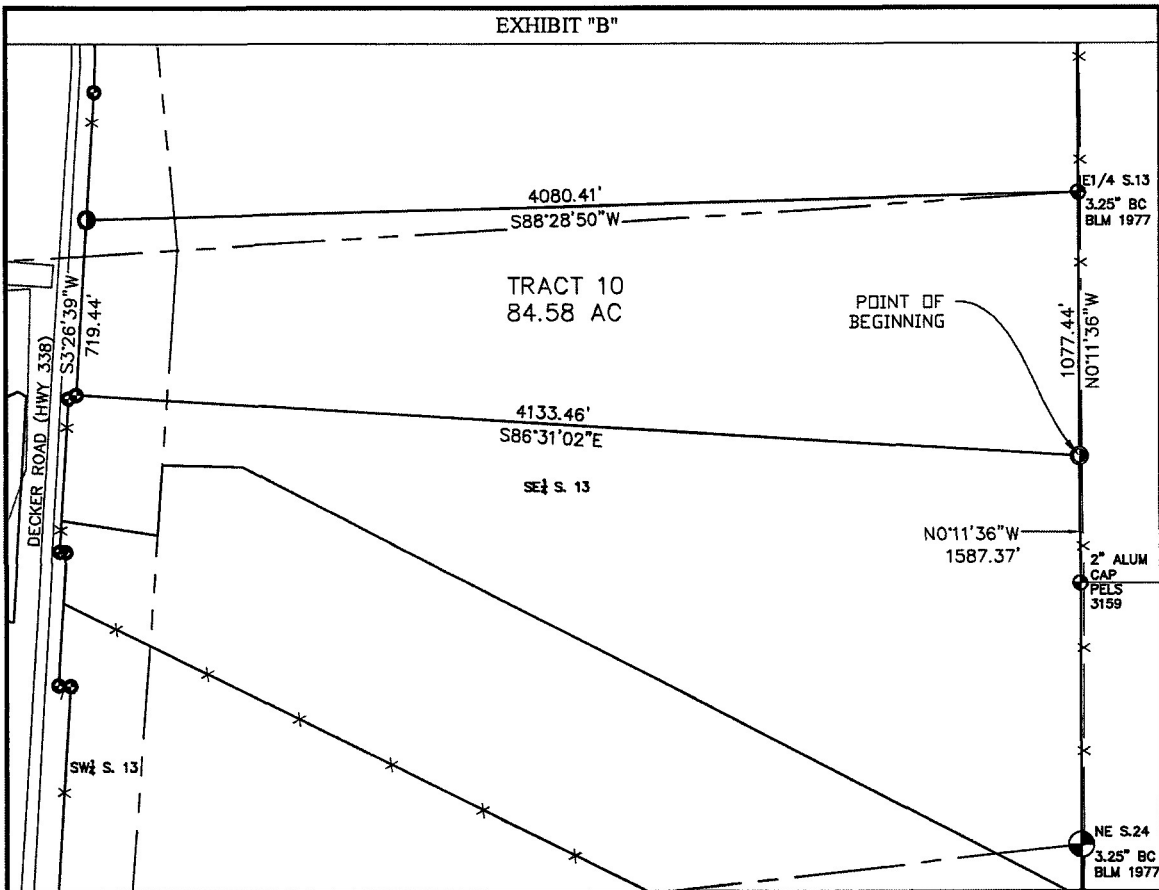 EXHIBIT "B"
E1/4 S.13
3.25" BC
BLM 1977
4080.41'
S88°28'50"W
TRACT 10
84.58 AC
POINT OF
BEGINNING
1077.44'
N0°11'36"W
S3°26'39"W
719.44'
DECKER ROAD (HWY 338)
4133.46'
S86°31'02"E
SE¼ S. 13
N0°11'36"W
1587.37'
2" ALUM
CAP
PELS
3159
SW¼ S. 13
NE S.24
3.25" BC
BLM 1977